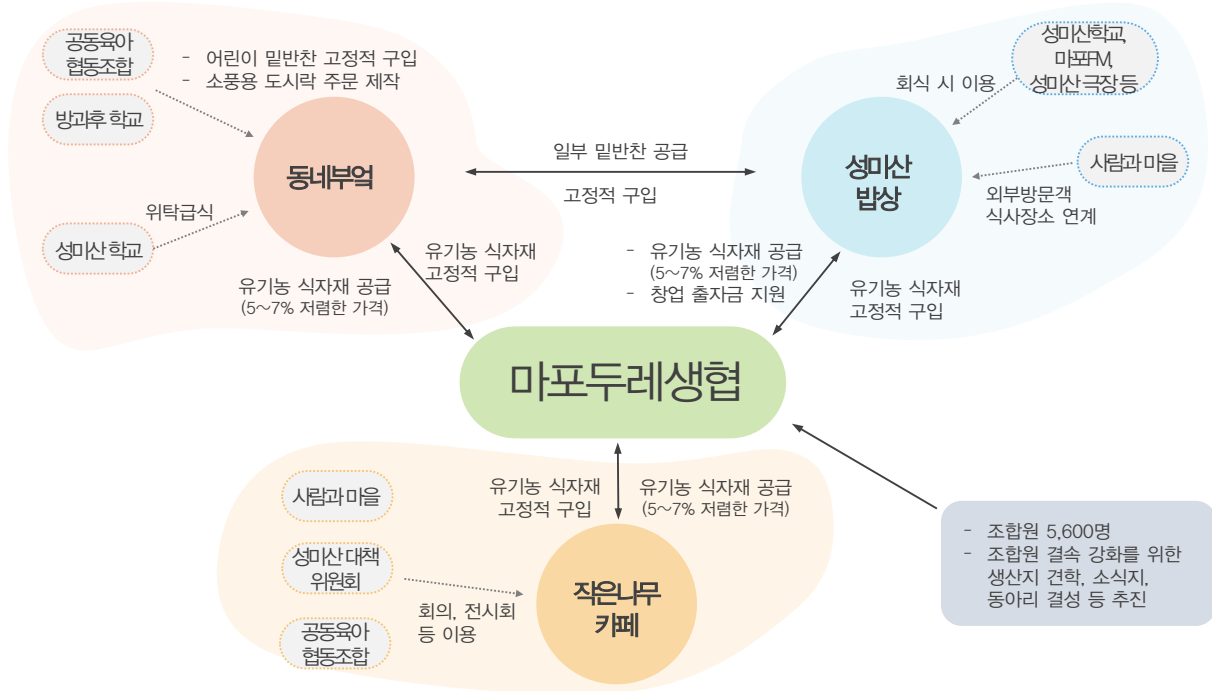 공동육아
협동조합
- 어린이 밑반찬 고정적 구입
- 소풍용 도시락 주문 제작
방과후 학교
동네부엌
위탁급식
성미산 학교
일부 밑반찬 공급
고정적 구입
성미산학교,
마포FM,
성미산 극장 등
회식 시 이용
성미산
밥상
사람과 마을
외부방문객
식사장소 연계
유기농 식자재
고정적 구입
유기농 식자재 공급
(5~7% 저렴한 가격)
- 유기농 식자재 공급
(5~7% 저렴한 가격)
- 창업 출자금 지원
유기농 식자재
고정적 구입
마포두레생협
유기농 식자재
고정적 구입
유기농 식자재 공급
(5~7% 저렴한 가격)
사람과 마을
성미산 대책
위원회
공동육아
협동조합
회의, 전시회
등 이용
작은나무
카페
- 조합원 5,600명
- 조합원 결속 강화를 위한
생산지 견학, 소식지,
동아리 결성 등 추진